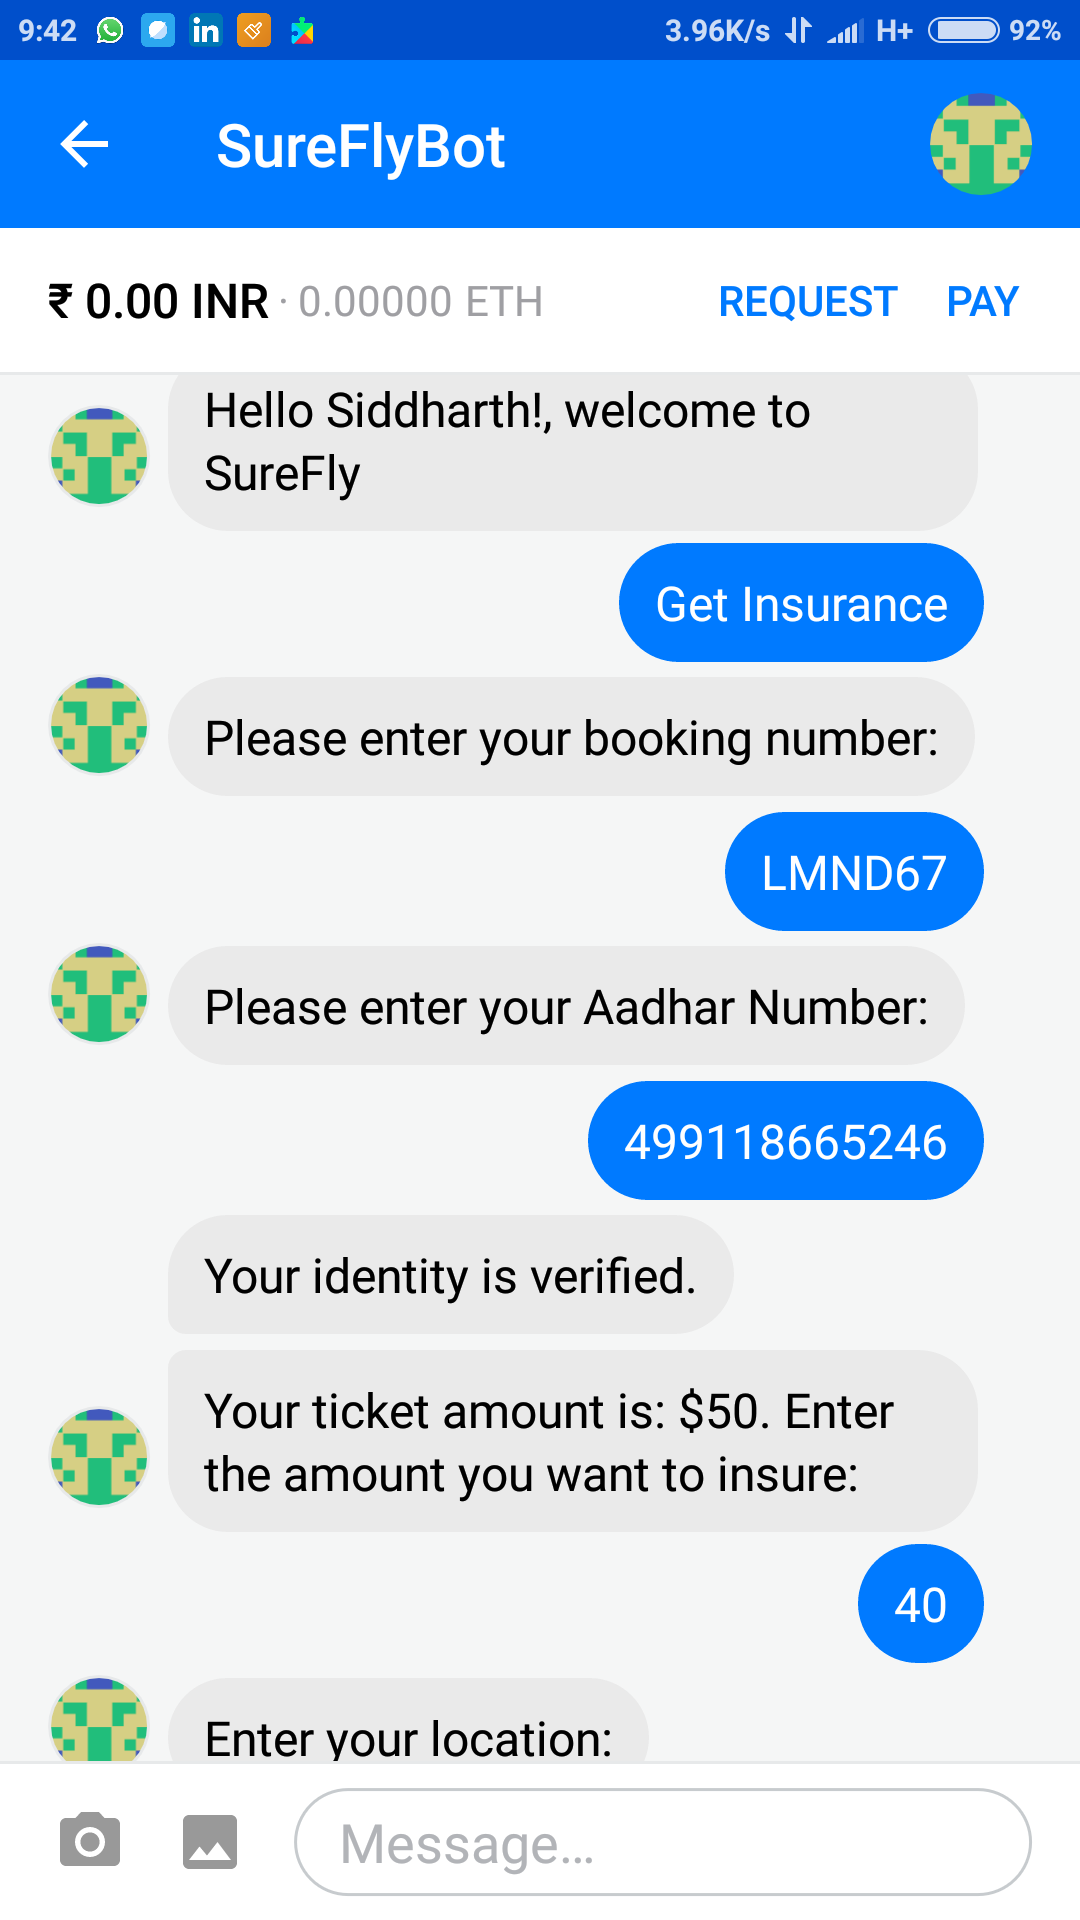 9:42 3.96K/s H+ 92%
SureFlyBot
₹ 0.00 INR · 0.00000 ETH REQUEST PAY
Hello Siddharth!, welcome to
SureFly
Get Insurance
Please enter your booking number:
LMND67
Please enter your Aadhar Number:
499118665246
Your identity is verified.
Your ticket amount is: $50. Enter
the amount you want to insure:
40
Enter your location:
Message...